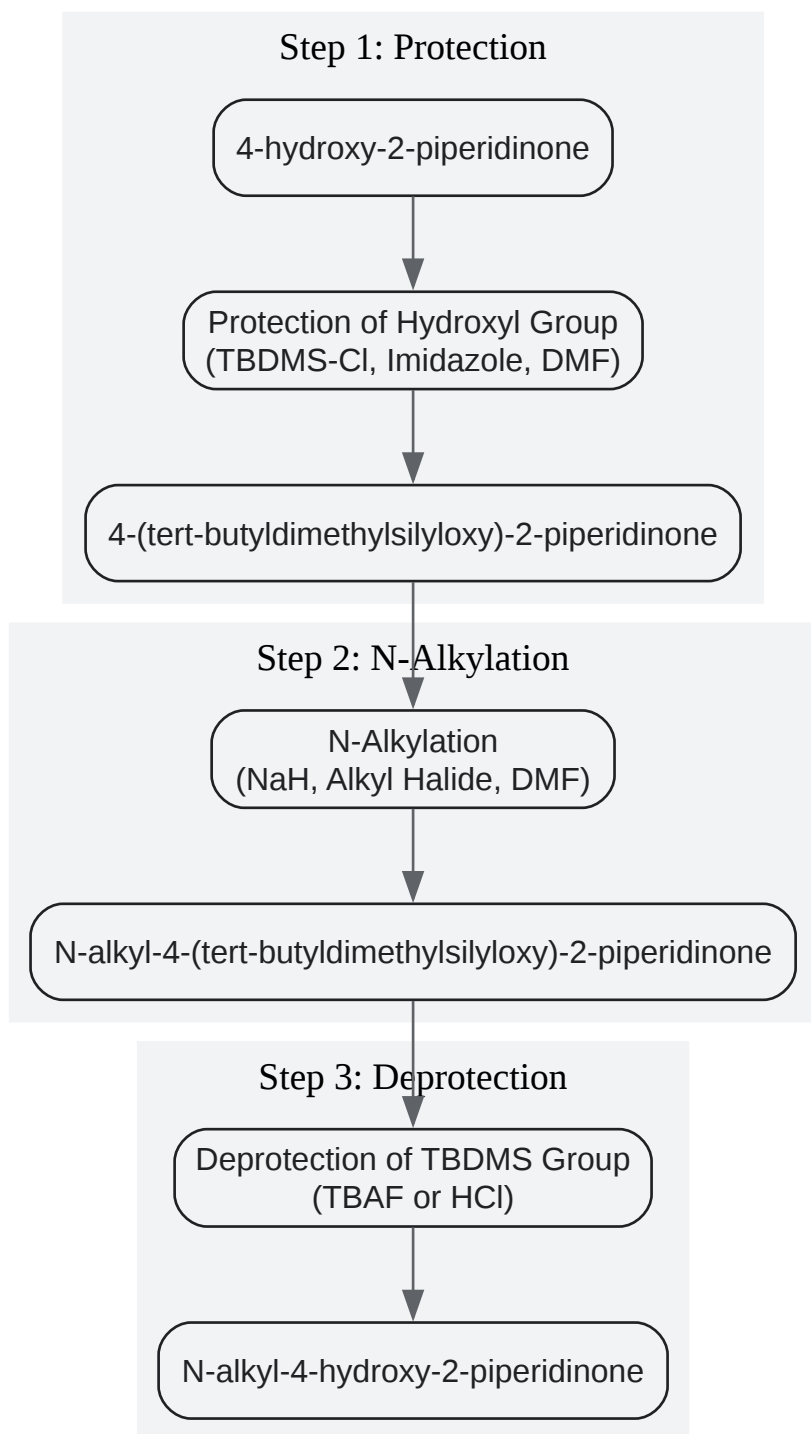 Step 1: Protection
4-hydroxy-2-piperidinone
Protection of Hydroxyl Group
(TBDMS-Cl, Imidazole, DMF)
4-(tert-butyldimethylsilyloxy)-2-piperidinone
Step 2: N-Alkylation
N-Alkylation
(NaH, Alkyl Halide, DMF)
N-alkyl-4-(tert-butyldimethylsilyloxy)-2-piperidinone
Step 3: Deprotection
Deprotection of TBDMS Group
(TBAF or HCl)
N-alkyl-4-hydroxy-2-piperidinone